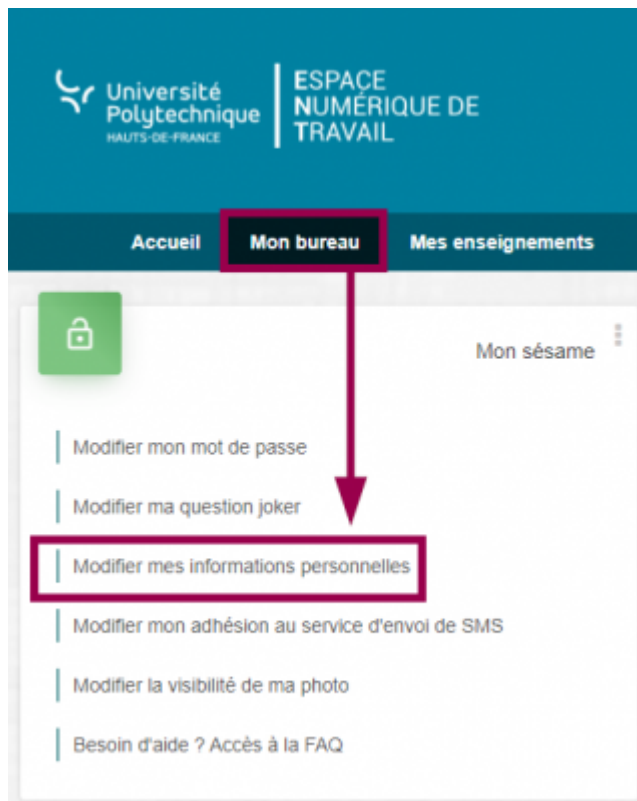 Université
Polytechnique
HAUTS-DE-FRANCE
ESPACE
NUMÉRIQUE DE
TRAVAIL
Accueil Mon bureau Mes enseignements
Mon sésame
Modifier mon mot de passe
Modifier ma question joker
Modifier mes informations personnelles
Modifier mon adhésion au service d'envoi de SMS
Modifier la visibilité de ma photo
Besoin d'aide ? Accès à la FAQ